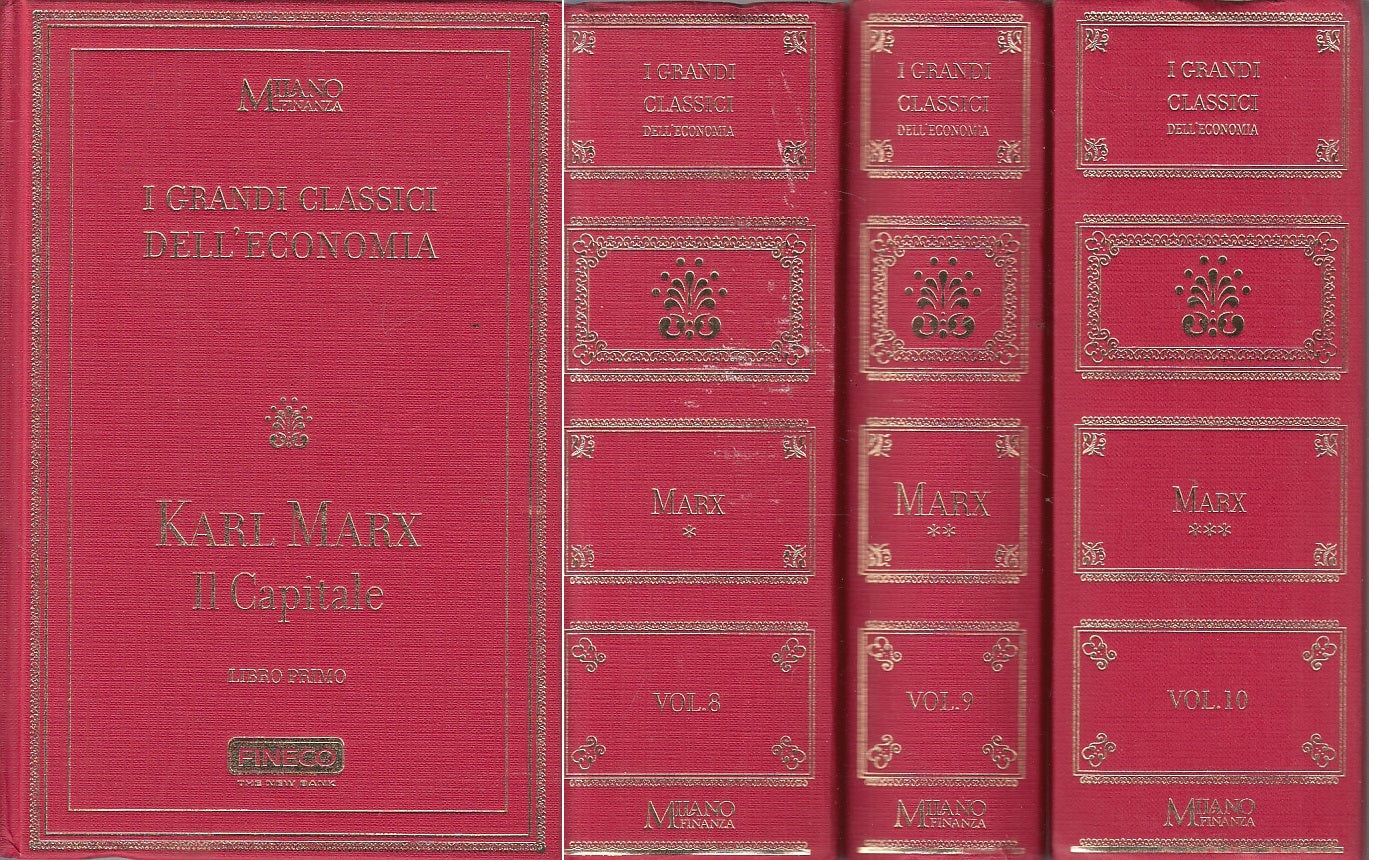 MILANO
FINANZA
I GRANDI CLASSICI
DELL'ECONOMIA
KARL MARX
Il Capitale
LIBRO PRIMO
FINECO
THE NEW BANK
I GRANDI
CLASSICI
DELL'ECONOMIA
MARX
*
VOL.8
MILANO
FINANZA
I GRANDI
CLASSICI
DELL'ECONOMIA
MARX
**
VOL.9
MILANO
FINANZA
I GRANDI
CLASSICI
DELL'ECONOMIA
MARX
***
VOL.10
MILANO
FINANZA